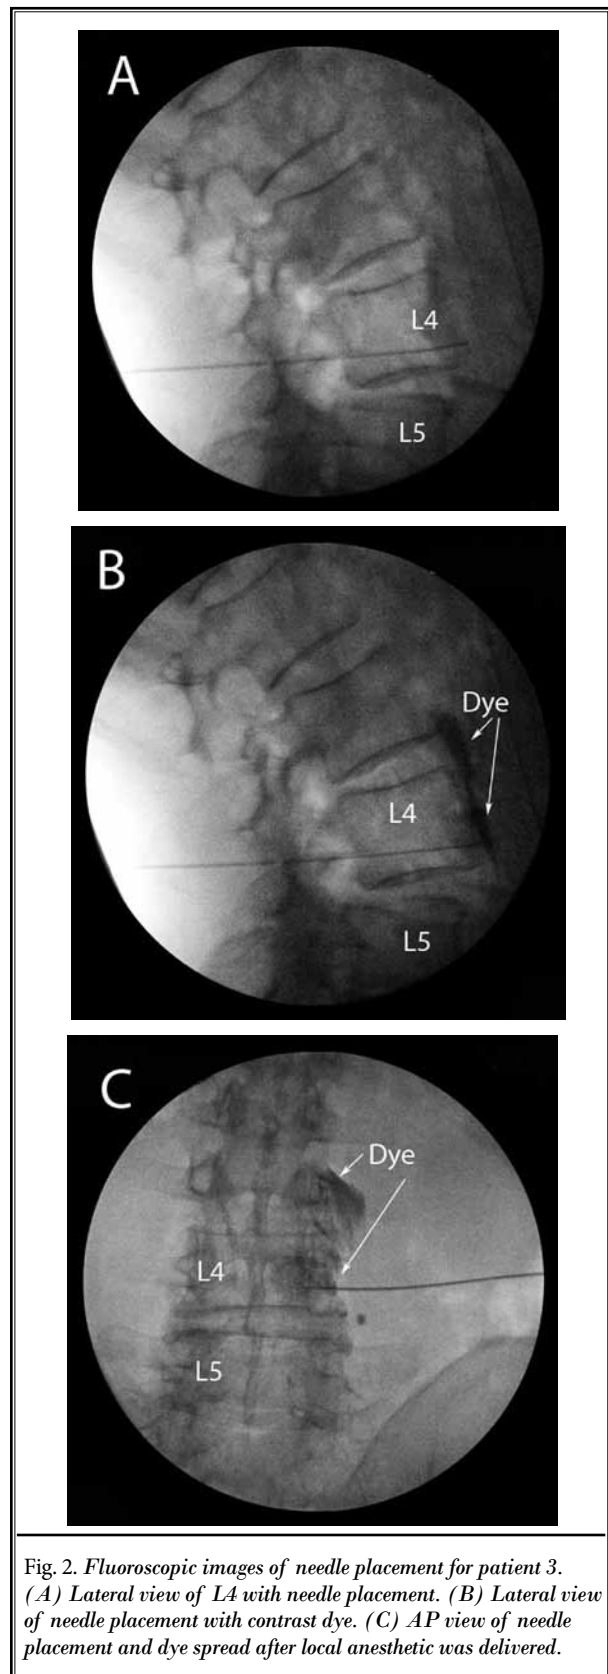 A
L4
L5
B
Dye
L4
L5
C
Dye
L4
L5
Fig. 2. Fluoroscopic images of needle placement for patient 3.
(A) Lateral view of L4 with needle placement. (B) Lateral view
of needle placement with contrast dye. (C) AP view of needle
placement and dye spread after local anesthetic was delivered.